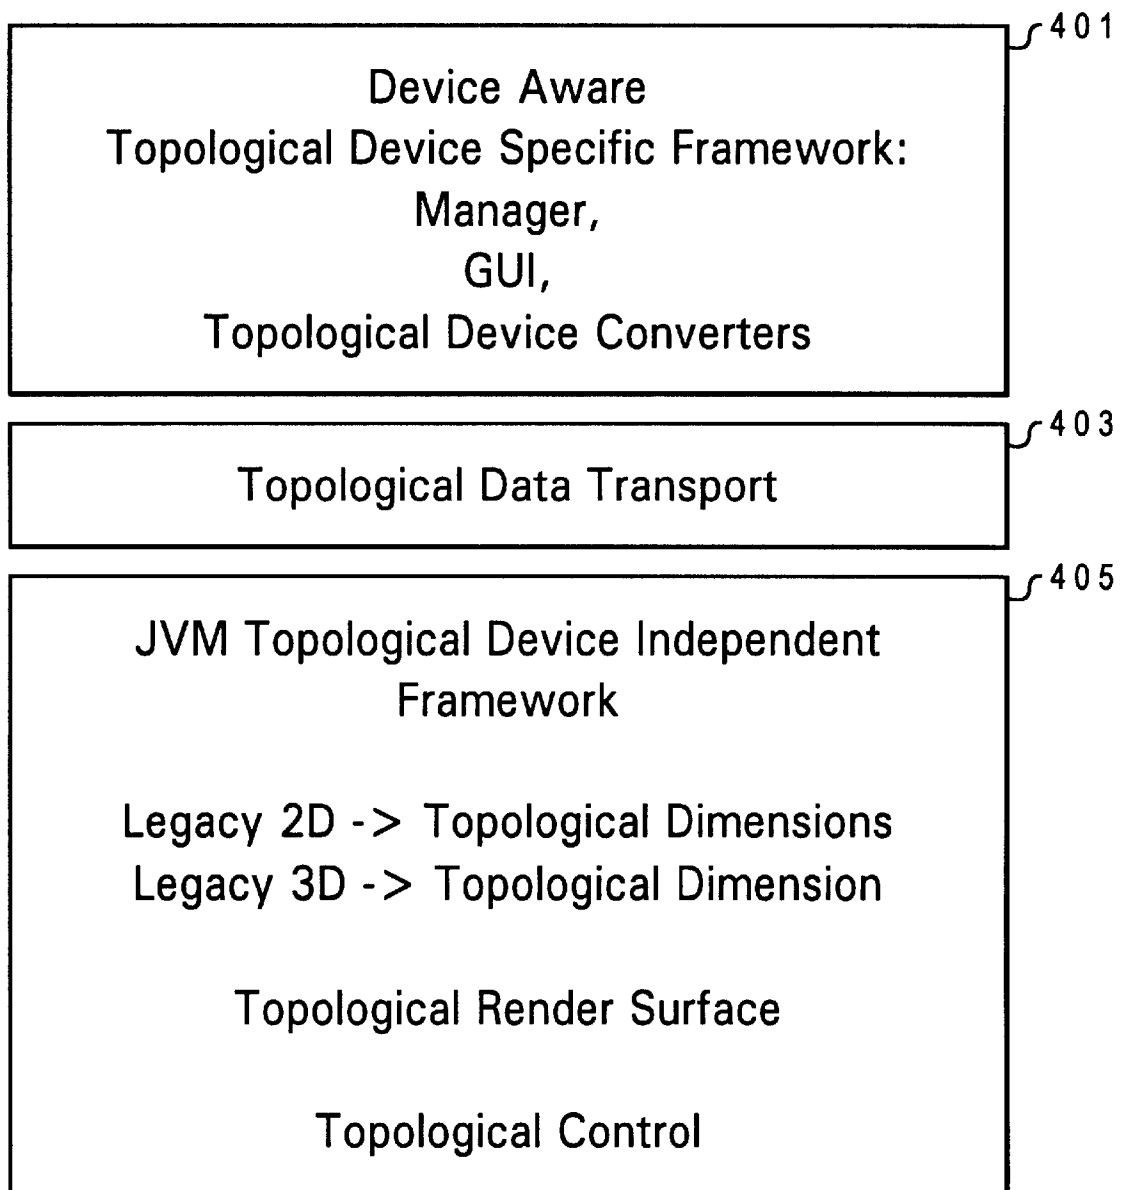 401
Device Aware
Topological Device Specific Framework:
Manager,
GUI,
Topological Device Converters
403
Topological Data Transport
405
JVM Topological Device Independent
Framework
Legacy 2D -> Topological Dimensions
Legacy 3D -> Topological Dimension
Topological Render Surface
Topological Control